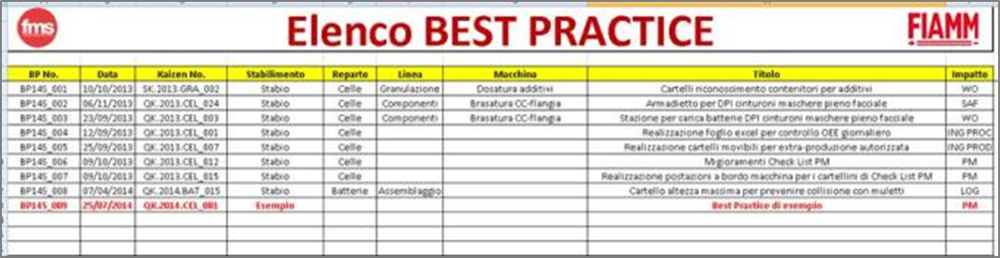 fms Elenco BEST PRACTICE FIAMM
BP No. Data Kaizen No. Stabilimento Reparto Linea Macchina Titolo Impatto
BP14S_001 10/10/2013 SK.2013.GRA_002 Stabio Celle Granulazione Dosatura additivi Cartelli riconoscimento contenitori per additivi WO
BP14S_002 06/11/2013 QK.2013.CEL_024 Stabio Celle Componenti Brasatura CC-flangia Armadietto per DPI cinturoni maschere pieno facciale SAF
BP14S_003 23/09/2013 QK.2013.CEL_003 Stabio Celle Componenti Brasatura CC-flangia Stazione per carica batterie DPI cinturoni maschere pieno facciale WO
BP14S_004 12/09/2013 QK.2013.CEL_001 Stabio Celle Realizzazione foglio excel per controllo OEE giornaliero ING PROC
BP14S_005 25/09/2013 QK.2013.CEL_007 Stabio Celle Realizzazione cartelli movibili per extra-produzione autorizzata ING PROD
BP14S_006 09/10/2013 QK.2013.CEL_012 Stabio Celle Miglioramenti Check List PM PM
BP14S_007 09/10/2013 QK.2013.CEL_015 Stabio Celle Realizzazione postazioni a bordo macchina per i cartellini di Check List PM PM
BP14S_008 07/04/2014 QK.2014.BAT_015 Stabio Batterie Assemblaggio Cartello altezza massima per prevenire collisione con muletti LOG
BP14S_009 25/07/2014 QK.2014.CEL_081 Esempio Best Practice di esempio PM